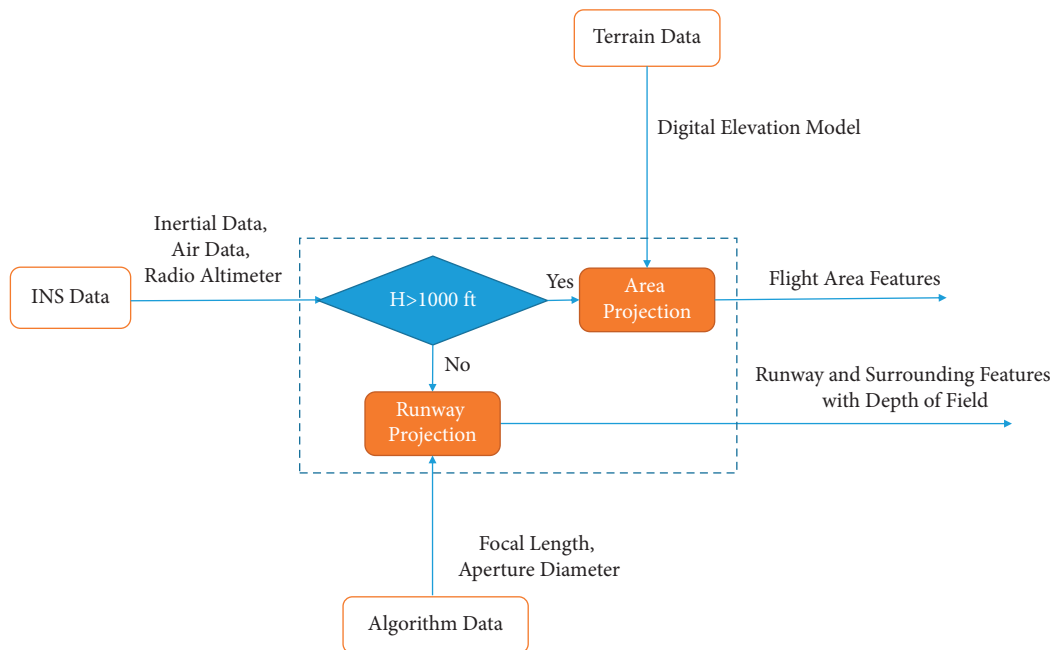 Terrain Data
Digital Elevation Model
Inertial Data,
Air Data,
Radio Altimeter
INS Data
H>1000 ft
Yes
Area
Projection
Flight Area Features
No
Runway
Projection
Runway and Surrounding Features
with Depth of Field
Focal Length,
Aperture Diameter
Algorithm Data